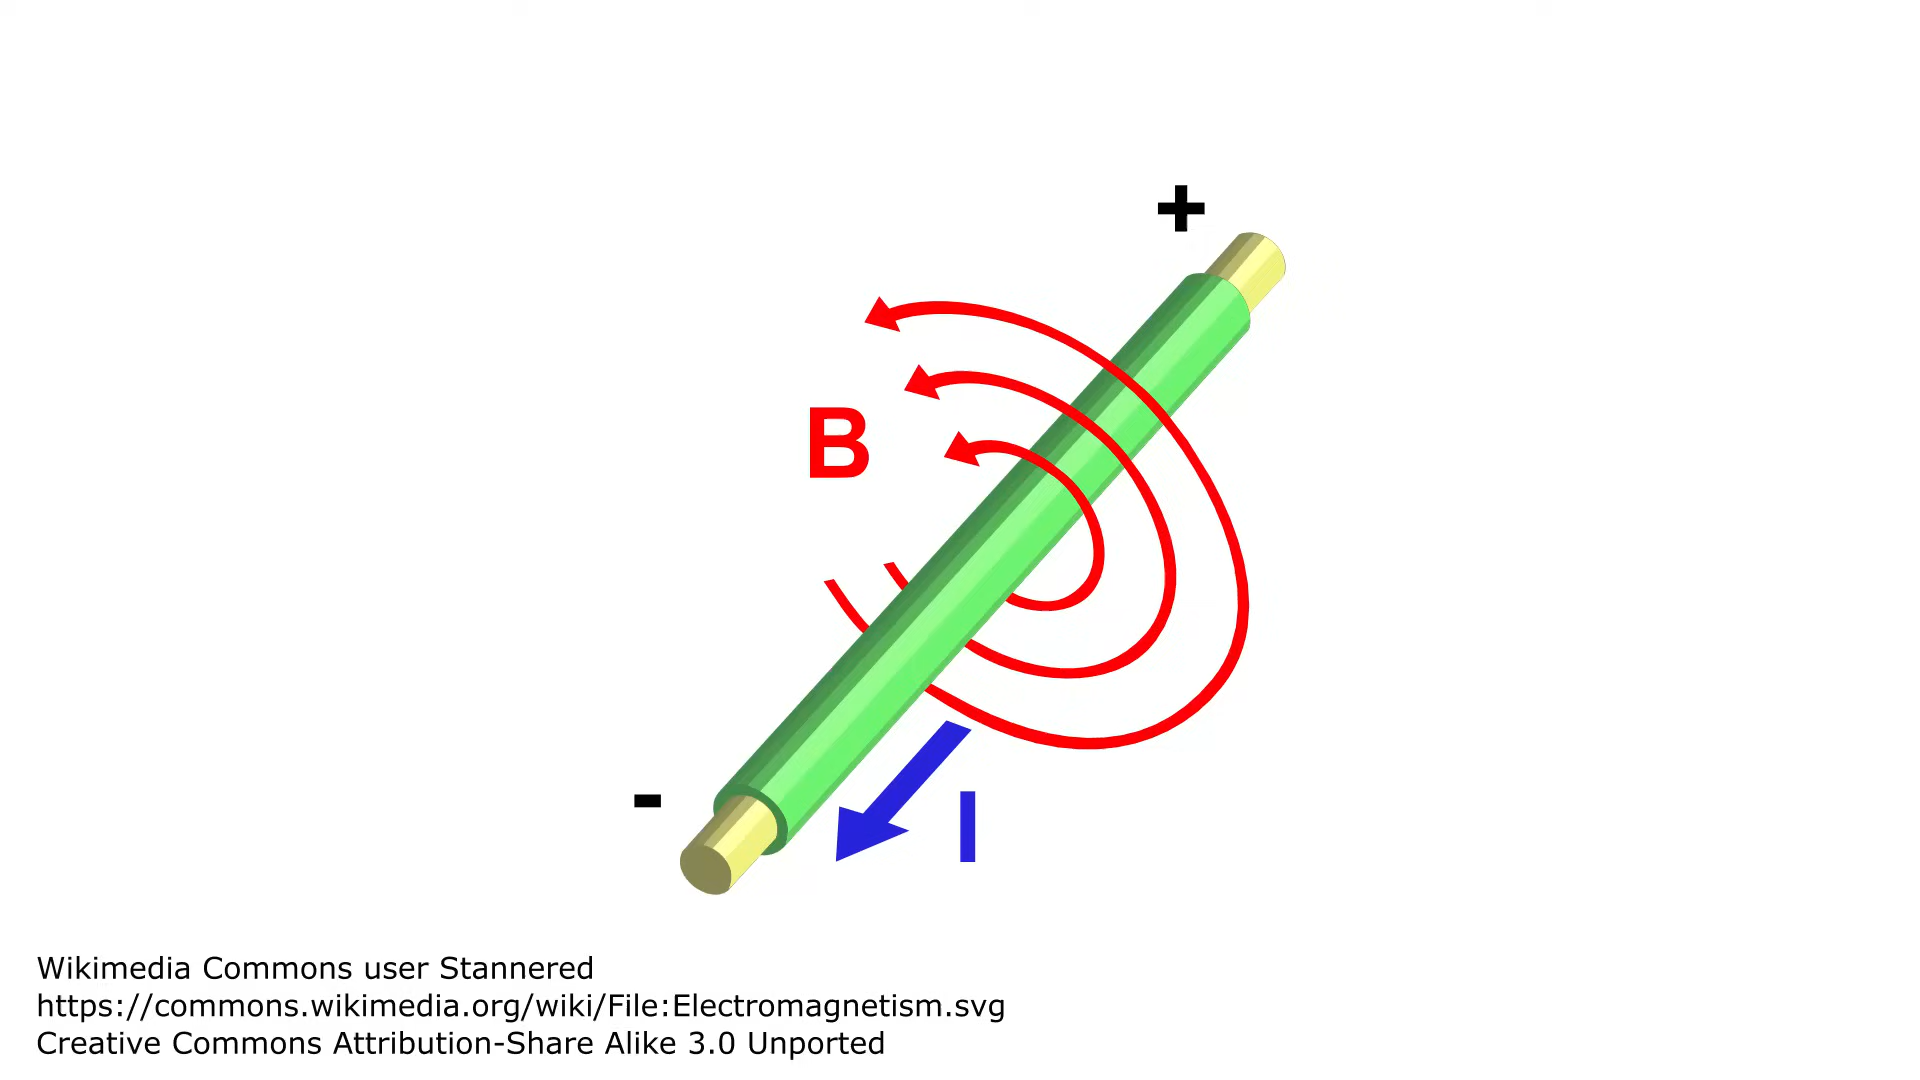 +
B
-
I
Wikimedia Commons user Stannered
https://commons.wikimedia.org/wiki/File:Electromagnetism.svg
Creative Commons Attribution-Share Alike 3.0 Unported